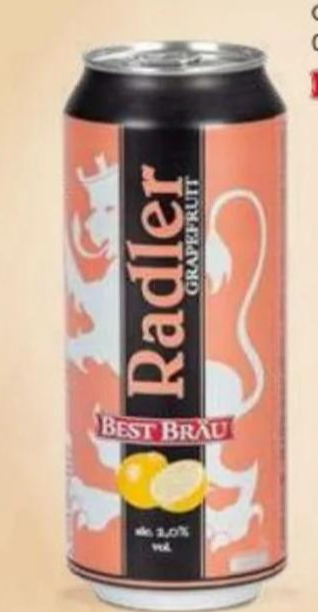 Radler
GRAPEFRUIT
BEST BRÄU
alc. 2,0%
vol.